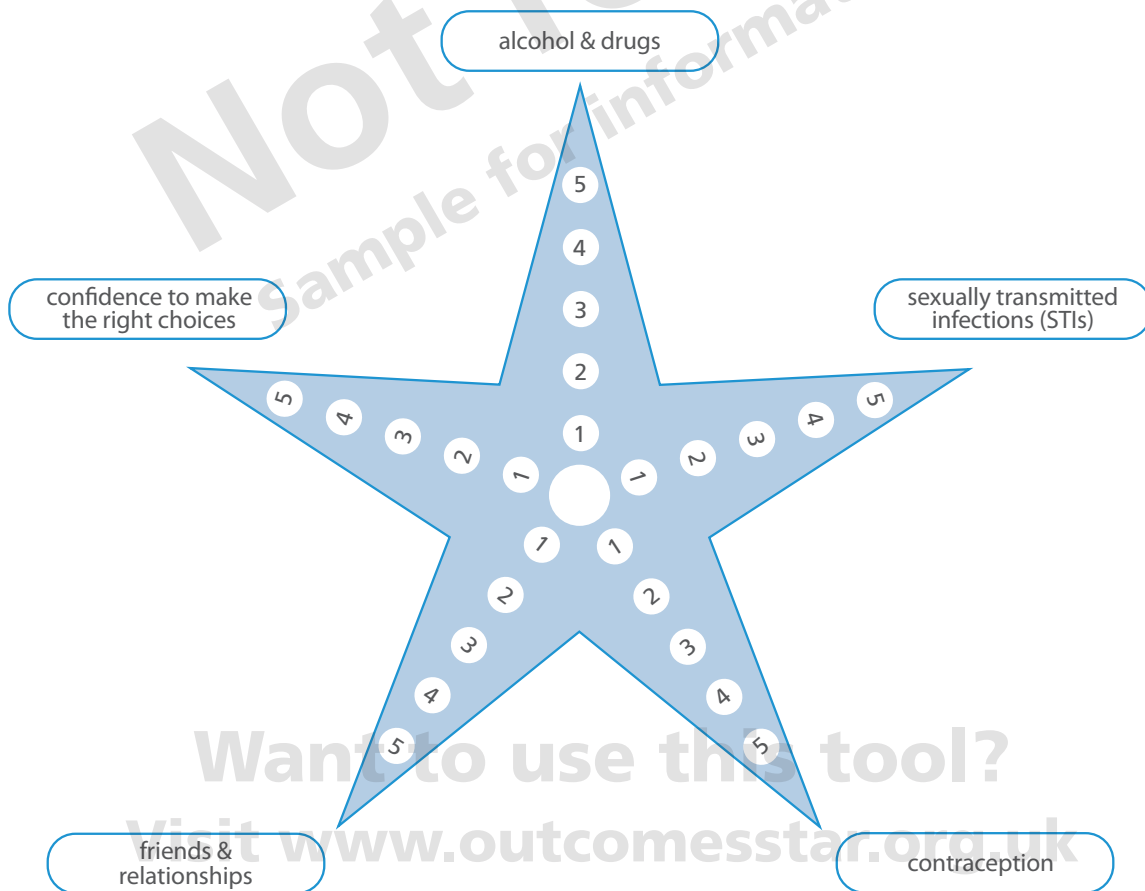 Not
Sample for informat
alcohol & drugs
confidence to make
the right choices
sexually transmitted
infections (STIs)
5
4
3
2
1
5
4
3
2
1
1
2
3
4
5
1
2
3
4
5
1
2
3
4
5
Want to use this tool?
Visit www.outcomesstar.org.uk
friends &
relationships
contraception